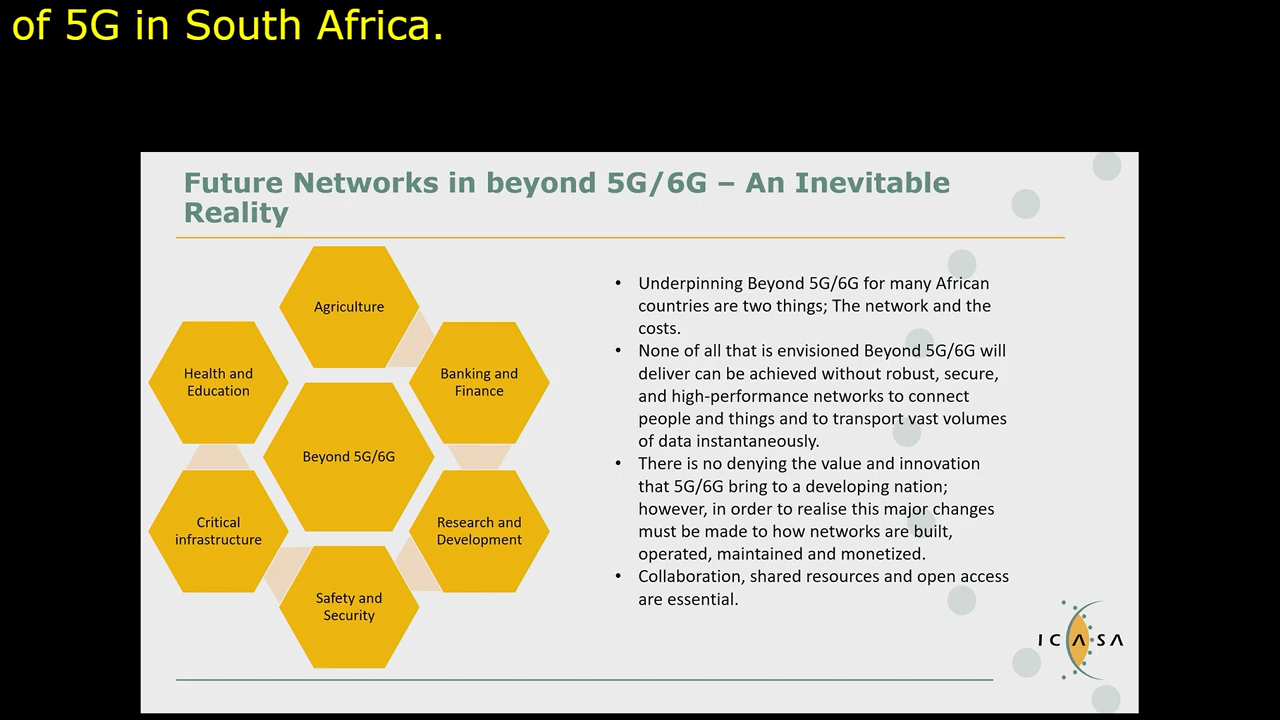 of 5G in South Africa.
Future Networks in beyond 5G/6G – An Inevitable
Reality
Agriculture
Health and
Education
Banking and
Finance
Beyond 5G/6G
Critical
infrastructure
Research and
Development
Safety and
Security
• Underpinning Beyond 5G/6G for many African
countries are two things; The network and the
costs.
• None of all that is envisioned Beyond 5G/6G will
deliver can be achieved without robust, secure,
and high-performance networks to connect
people and things and to transport vast volumes
of data instantaneously.
• There is no denying the value and innovation
that 5G/6G bring to a developing nation;
however, in order to realise this major changes
must be made to how networks are built,
operated, maintained and monetized.
• Collaboration, shared resources and open access
are essential.
ICASA